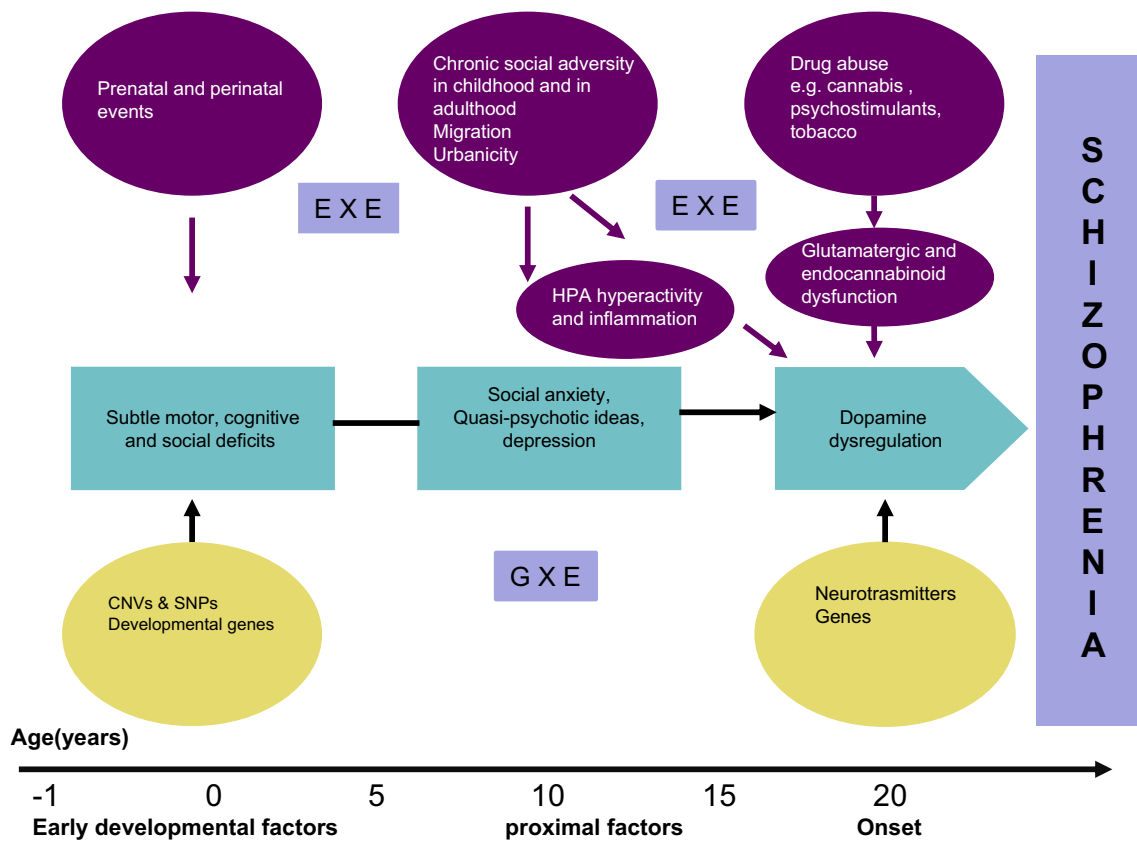 Prenatal and perinatal
events
Chronic social adversity
in childhood and in
adulthood
Migration
Urbanicity
Drug abuse
e.g. cannabis ,
psychostimulants,
tobacco
E X E
E X E
HPA hyperactivity
and inflammation
Glutamatergic and
endocannabinoid
dysfunction
Subtle motor, cognitive
and social deficits
Social anxiety,
Quasi-psychotic ideas,
depression
Dopamine
dysregulation
G X E
CNVs & SNPs
Developmental genes
Neurotrasmitters
Genes
S
C
H
I
Z
O
P
H
R
E
N
I
A
Age(years)
-1 0 5 10 15 20
Early developmental factors proximal factors Onset